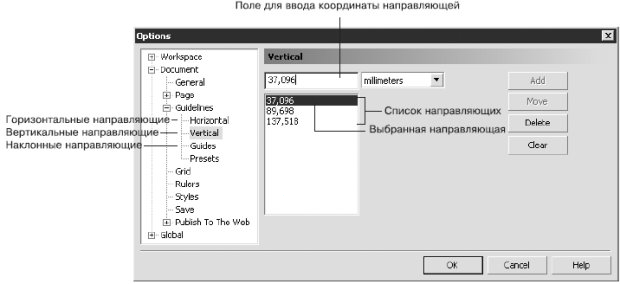 Поле для ввода координаты направляющей
Options
Workspace
Document
General
Page
Guidelines
Horizontal
Vertical
Guides
Presets
Grid
Rulers
Styles
Save
Publish To The Web
Global
Горизонтальные направляющие
Вертикальные направляющие
Наклонные направляющие
Vertical
37,096
millimeters
37,096
89,698
137,518
Список направляющих
Выбранная направляющая
Add
Move
Delete
Clear
OK
Cancel
Help